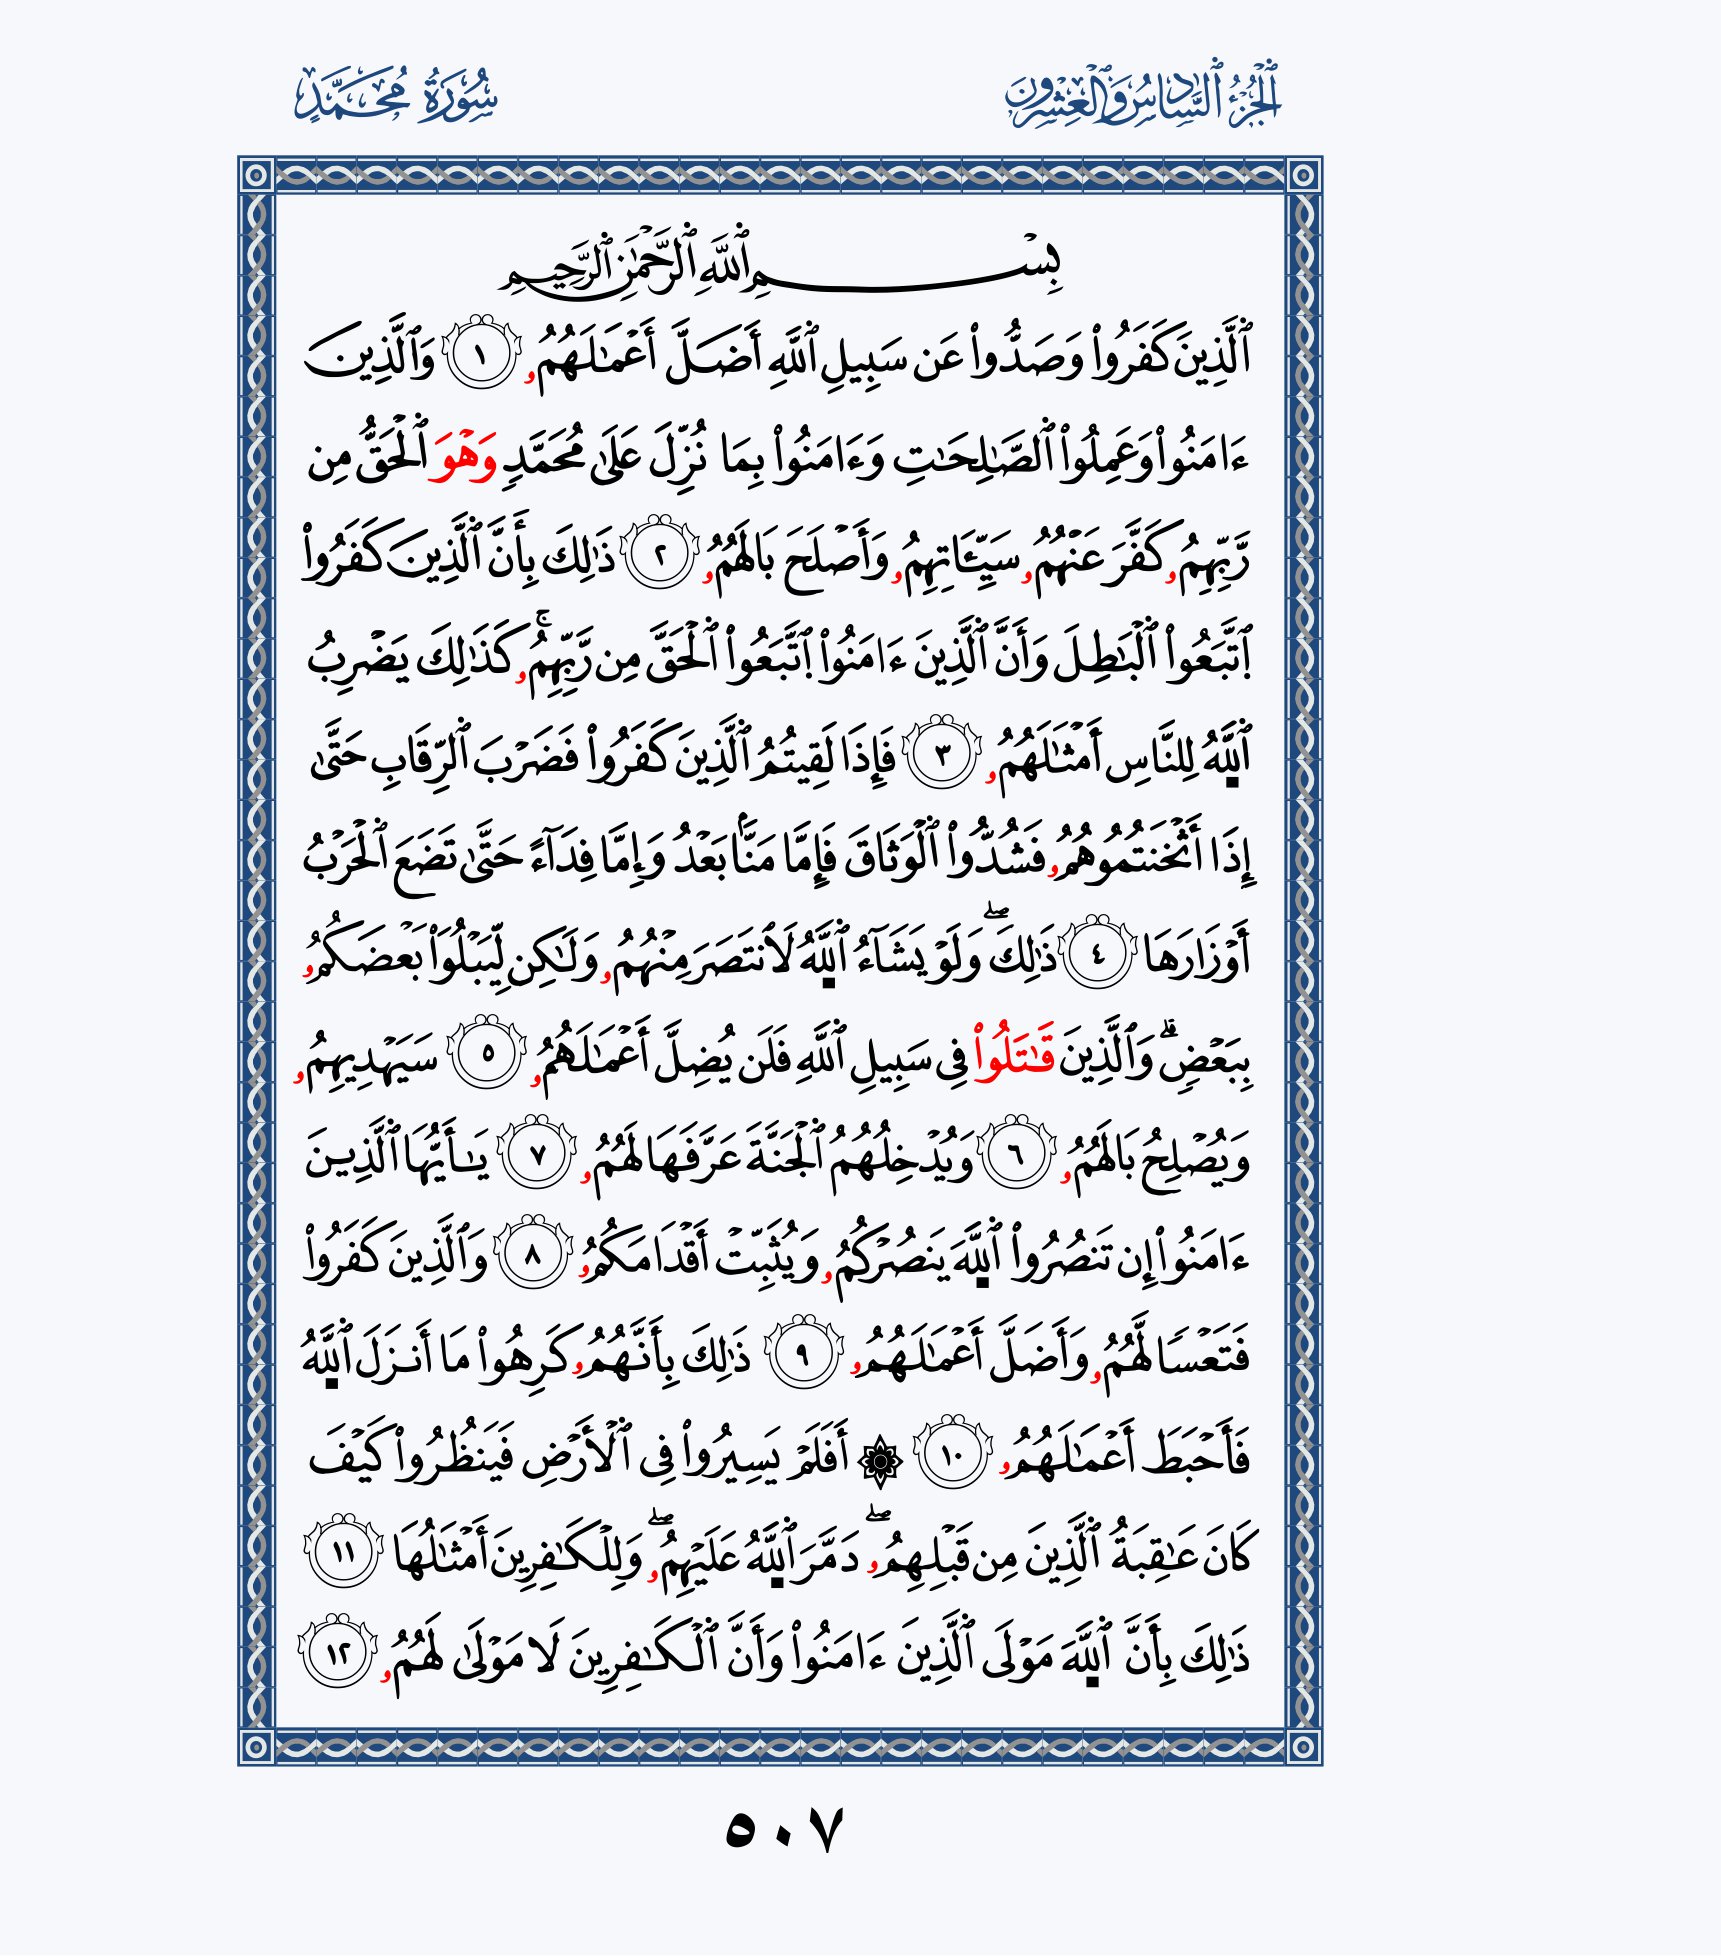 الجُزْءُ السَّادِسُ وَالْعِشْرُونَ
سُورَةُ مُحَمَّدٍ
بِسْمِ ٱللَّهِ ٱلرَّحْمَٰنِ ٱلرَّحِيمِ
ٱلَّذِينَ كَفَرُوا۟ وَصَدُّوا۟ عَن سَبِيلِ ٱللَّهِ أَضَلَّ أَعْمَٰلَهُمُۥ ١ وَٱلَّذِينَ
ءَامَنُوا۟ وَعَمِلُوا۟ ٱلصَّٰلِحَٰتِ وَءَامَنُوا۟ بِمَا نُزِّلَ عَلَىٰ مُحَمَّدٍ وَهْوَ ٱلْحَقُّ مِن
رَّبِّهِمُۥ كَفَّرَ عَنْهُمُۥ سَيِّـَٔاتِهِمُۥ وَأَصْلَحَ بَالَهُمُۥ ٢ ذَٰلِكَ بِأَنَّ ٱلَّذِينَ كَفَرُوا۟
ٱتَّبَعُوا۟ ٱلْبَٰطِلَ وَأَنَّ ٱلَّذِينَ ءَامَنُوا۟ ٱتَّبَعُوا۟ ٱلْحَقَّ مِن رَّبِّهِمُۥۚ كَذَٰلِكَ يَضْرِبُ
ٱللَّهُ لِلنَّاسِ أَمْثَٰلَهُمُۥ ٣ فَإِذَا لَقِيتُمُ ٱلَّذِينَ كَفَرُوا۟ فَضَرْبَ ٱلرِّقَابِ حَتَّىٰ
إِذَا أَثْخَنتُمُوهُمُۥ فَشُدُّوا۟ ٱلْوَثَاقَ فَإِمَّا مَنًّا بَعْدُ وَإِمَّا فِدَآءً حَتَّىٰ تَضَعَ ٱلْحَرْبُ
أَوْزَارَهَا ٤ ذَٰلِكَۖ وَلَوْ يَشَآءُ ٱللَّهُ لَٱنتَصَرَ مِنْهُمُۥ وَلَٰكِن لِّيَبْلُوَا۟ بَعْضَكُمُۥ
بِبَعْضٍۗ وَٱلَّذِينَ قَٰتَلُوا۟ فِى سَبِيلِ ٱللَّهِ فَلَن يُضِلَّ أَعْمَٰلَهُمُۥ ٥ سَيَهْدِيهِمُۥ
وَيُصْلِحُ بَالَهُمُۥ ٦ وَيُدْخِلُهُمُ ٱلْجَنَّةَ عَرَّفَهَا لَهُمُۥ ٧ يَٰأَيُّهَا ٱلَّذِينَ
ءَامَنُوا۟ إِن تَنصُرُوا۟ ٱللَّهَ يَنصُرْكُمُۥ وَيُثَبِّتْ أَقْدَامَكُمُۥ ٨ وَٱلَّذِينَ كَفَرُوا۟
فَتَعْسًا لَّهُمُۥ وَأَضَلَّ أَعْمَٰلَهُمُۥ ٩ ذَٰلِكَ بِأَنَّهُمُۥ كَرِهُوا۟ مَا أَنزَلَ ٱللَّهُ
فَأَحْبَطَ أَعْمَٰلَهُمُۥ ١٠ ۞ أَفَلَمْ يَسِيرُوا۟ فِى ٱلْأَرْضِ فَيَنظُرُوا۟ كَيْفَ
كَانَ عَٰقِبَةُ ٱلَّذِينَ مِن قَبْلِهِمُۥۖ دَمَّرَ ٱللَّهُ عَلَيْهِمُۥۖ وَلِلْكَٰفِرِينَ أَمْثَٰلُهَا ١١
ذَٰلِكَ بِأَنَّ ٱللَّهَ مَوْلَى ٱلَّذِينَ ءَامَنُوا۟ وَأَنَّ ٱلْكَٰفِرِينَ لَا مَوْلَىٰ لَهُمُۥ ١٢
٥٠٧